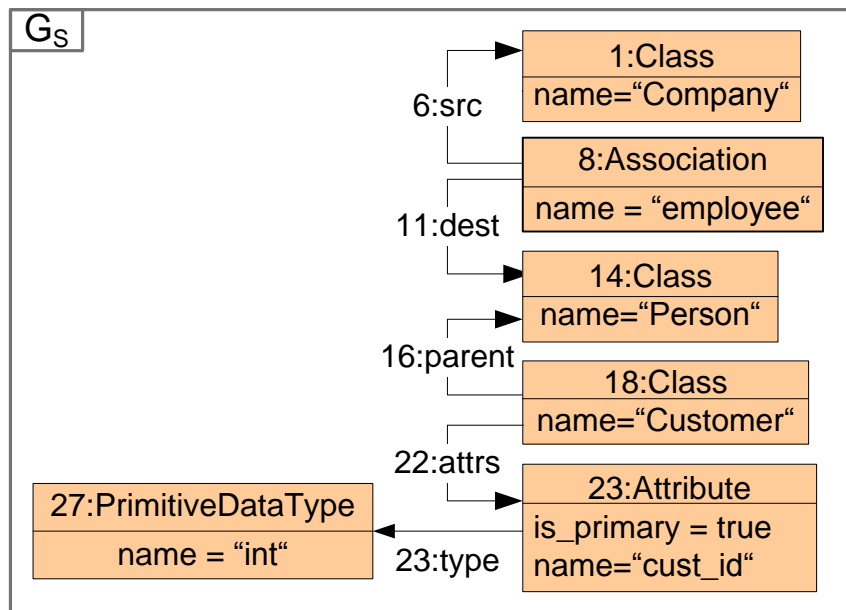 G_S
1:Class
name=“Company“
6:src
8:Association
name = “employee“
11:dest
14:Class
name=“Person“
16:parent
18:Class
name=“Customer“
22:attrs
23:Attribute
is_primary = true
name=“cust_id“
27:PrimitiveDataType
name = “int“
23:type